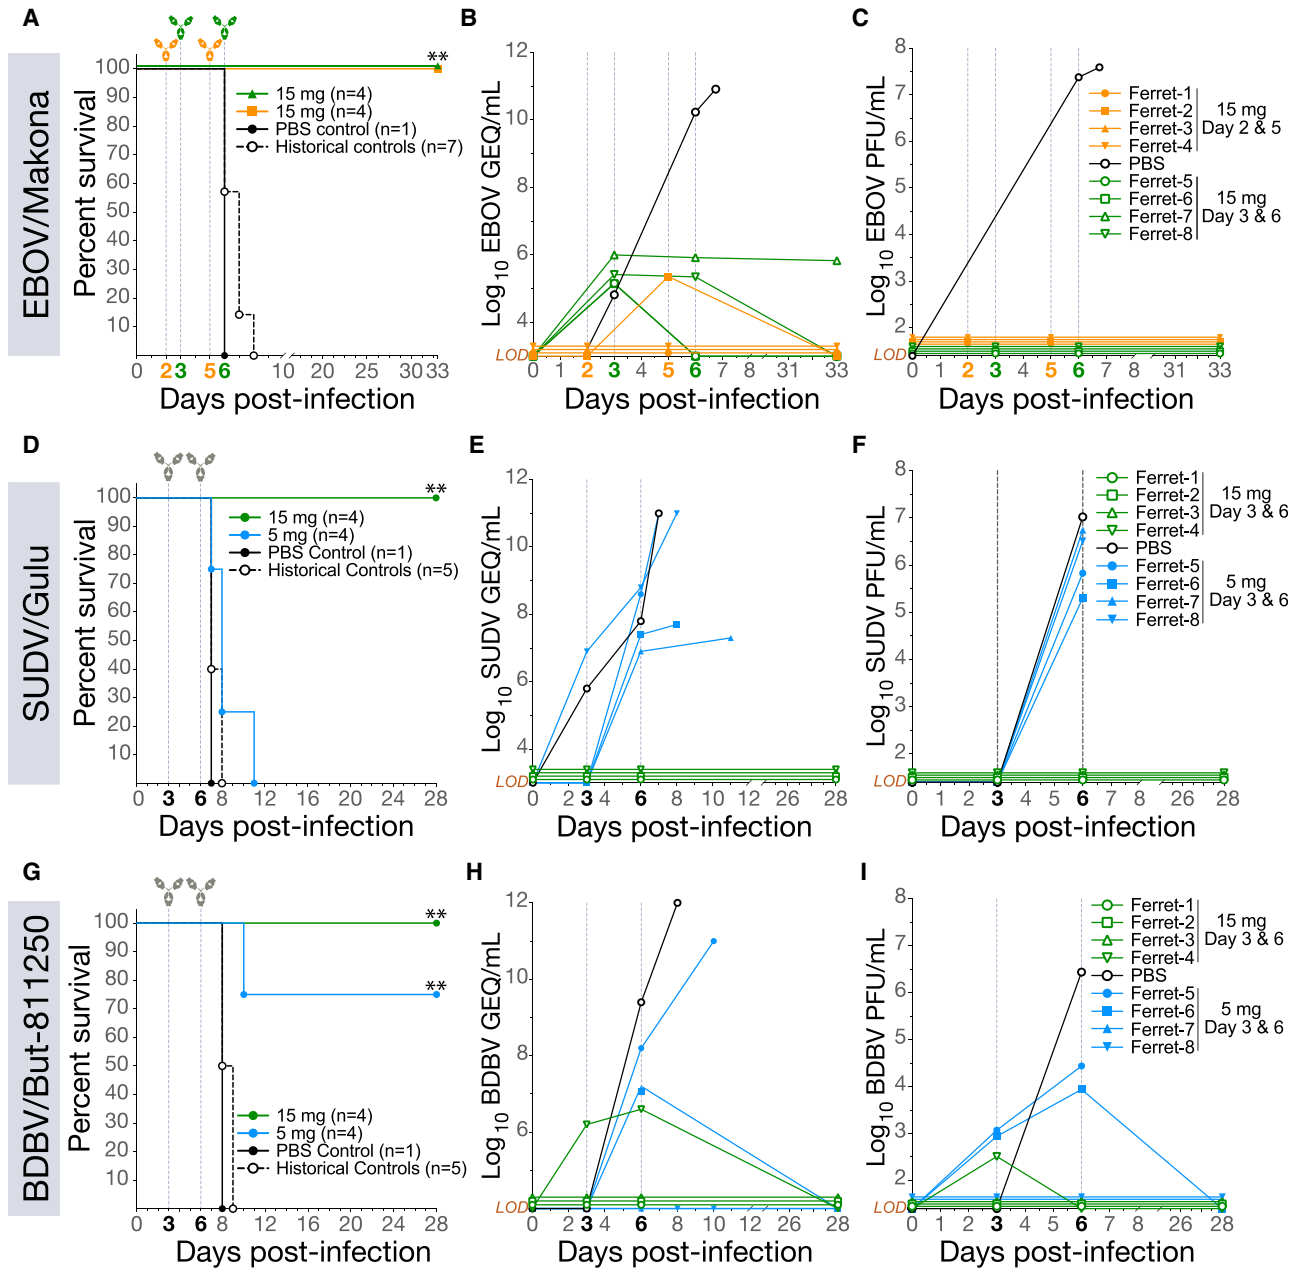 A
EBOV/Makona
Percent survival
100
90
80
70
60
50
40
30
20
10
**
15 mg (n=4)
15 mg (n=4)
PBS control (n=1)
Historical controls (n=7)
0 2 3 5 6 10 20 30 33
Days post-infection
B
Log10 EBOV GEQ/mL
12
10
8
6
4
LOD
0 1 2 3 4 5 6 7 8 31 33
Days post-infection
C
Log10 EBOV PFU/mL
8
7
6
5
4
3
2
LOD
0 1 2 3 4 5 6 7 8 31 33
Days post-infection
Ferret-1
Ferret-2
Ferret-3
Ferret-4
15 mg
Day 2 & 5
PBS
Ferret-5
Ferret-6
Ferret-7
Ferret-8
15 mg
Day 3 & 6
D
SUDV/Gulu
Percent survival
100
90
80
70
60
50
40
30
20
10
**
15 mg (n=4)
5 mg (n=4)
PBS Control (n=1)
Historical Controls (n=5)
0 3 6 8 12 16 20 24 28
Days post-infection
E
Log10 SUDV GEQ/mL
12
10
8
6
4
LOD
0 2 3 4 6 8 10 12 26 28
Days post-infection
F
Log10 SUDV PFU/mL
8
7
6
5
4
3
2
LOD
0 1 2 3 4 5 6 7 8 26 28
Days post-infection
Ferret-1
Ferret-2
Ferret-3
Ferret-4
15 mg
Day 3 & 6
PBS
Ferret-5
Ferret-6
Ferret-7
Ferret-8
5 mg
Day 3 & 6
G
BDBV/But-811250
Percent survival
100
90
80
70
60
50
40
30
20
10
**
**
15 mg (n=4)
5 mg (n=4)
PBS Control (n=1)
Historical Controls (n=5)
0 3 6 8 12 16 20 24 28
Days post-infection
H
Log10 BDBV GEQ/mL
12
10
8
6
LOD
0 2 3 4 6 8 10 12 26 28
Days post-infection
I
Log10 BDBV PFU/mL
8
7
6
5
4
3
2
LOD
0 1 2 3 4 5 6 7 8 26 28
Days post-infection
Ferret-1
Ferret-2
Ferret-3
Ferret-4
15 mg
Day 3 & 6
PBS
Ferret-5
Ferret-6
Ferret-7
Ferret-8
5 mg
Day 3 & 6